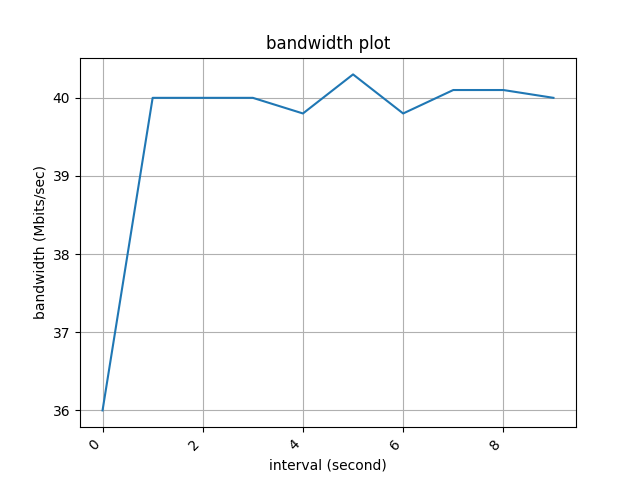 bandwidth plot
bandwidth (Mbits/sec)
40
39
38
37
36
0 2 4 6 8
interval (second)